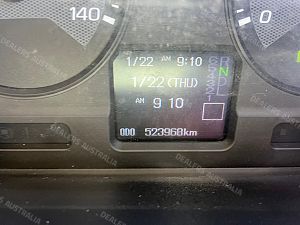 140
0
1/22 AM 9:10
1/22(THU)
AM 9 10
ODO 523968km
R
N
D
DEALERS AUSTRALIA